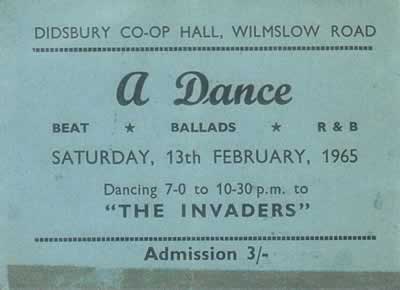 DIDSBURY CO-OP HALL, WILMSLOW ROAD
A Dance
BEAT ★ BALLADS ★ R & B
SATURDAY, 13th FEBRUARY, 1965
Dancing 7-0 to 10-30 p.m. to
"THE INVADERS"
Admission 3/-